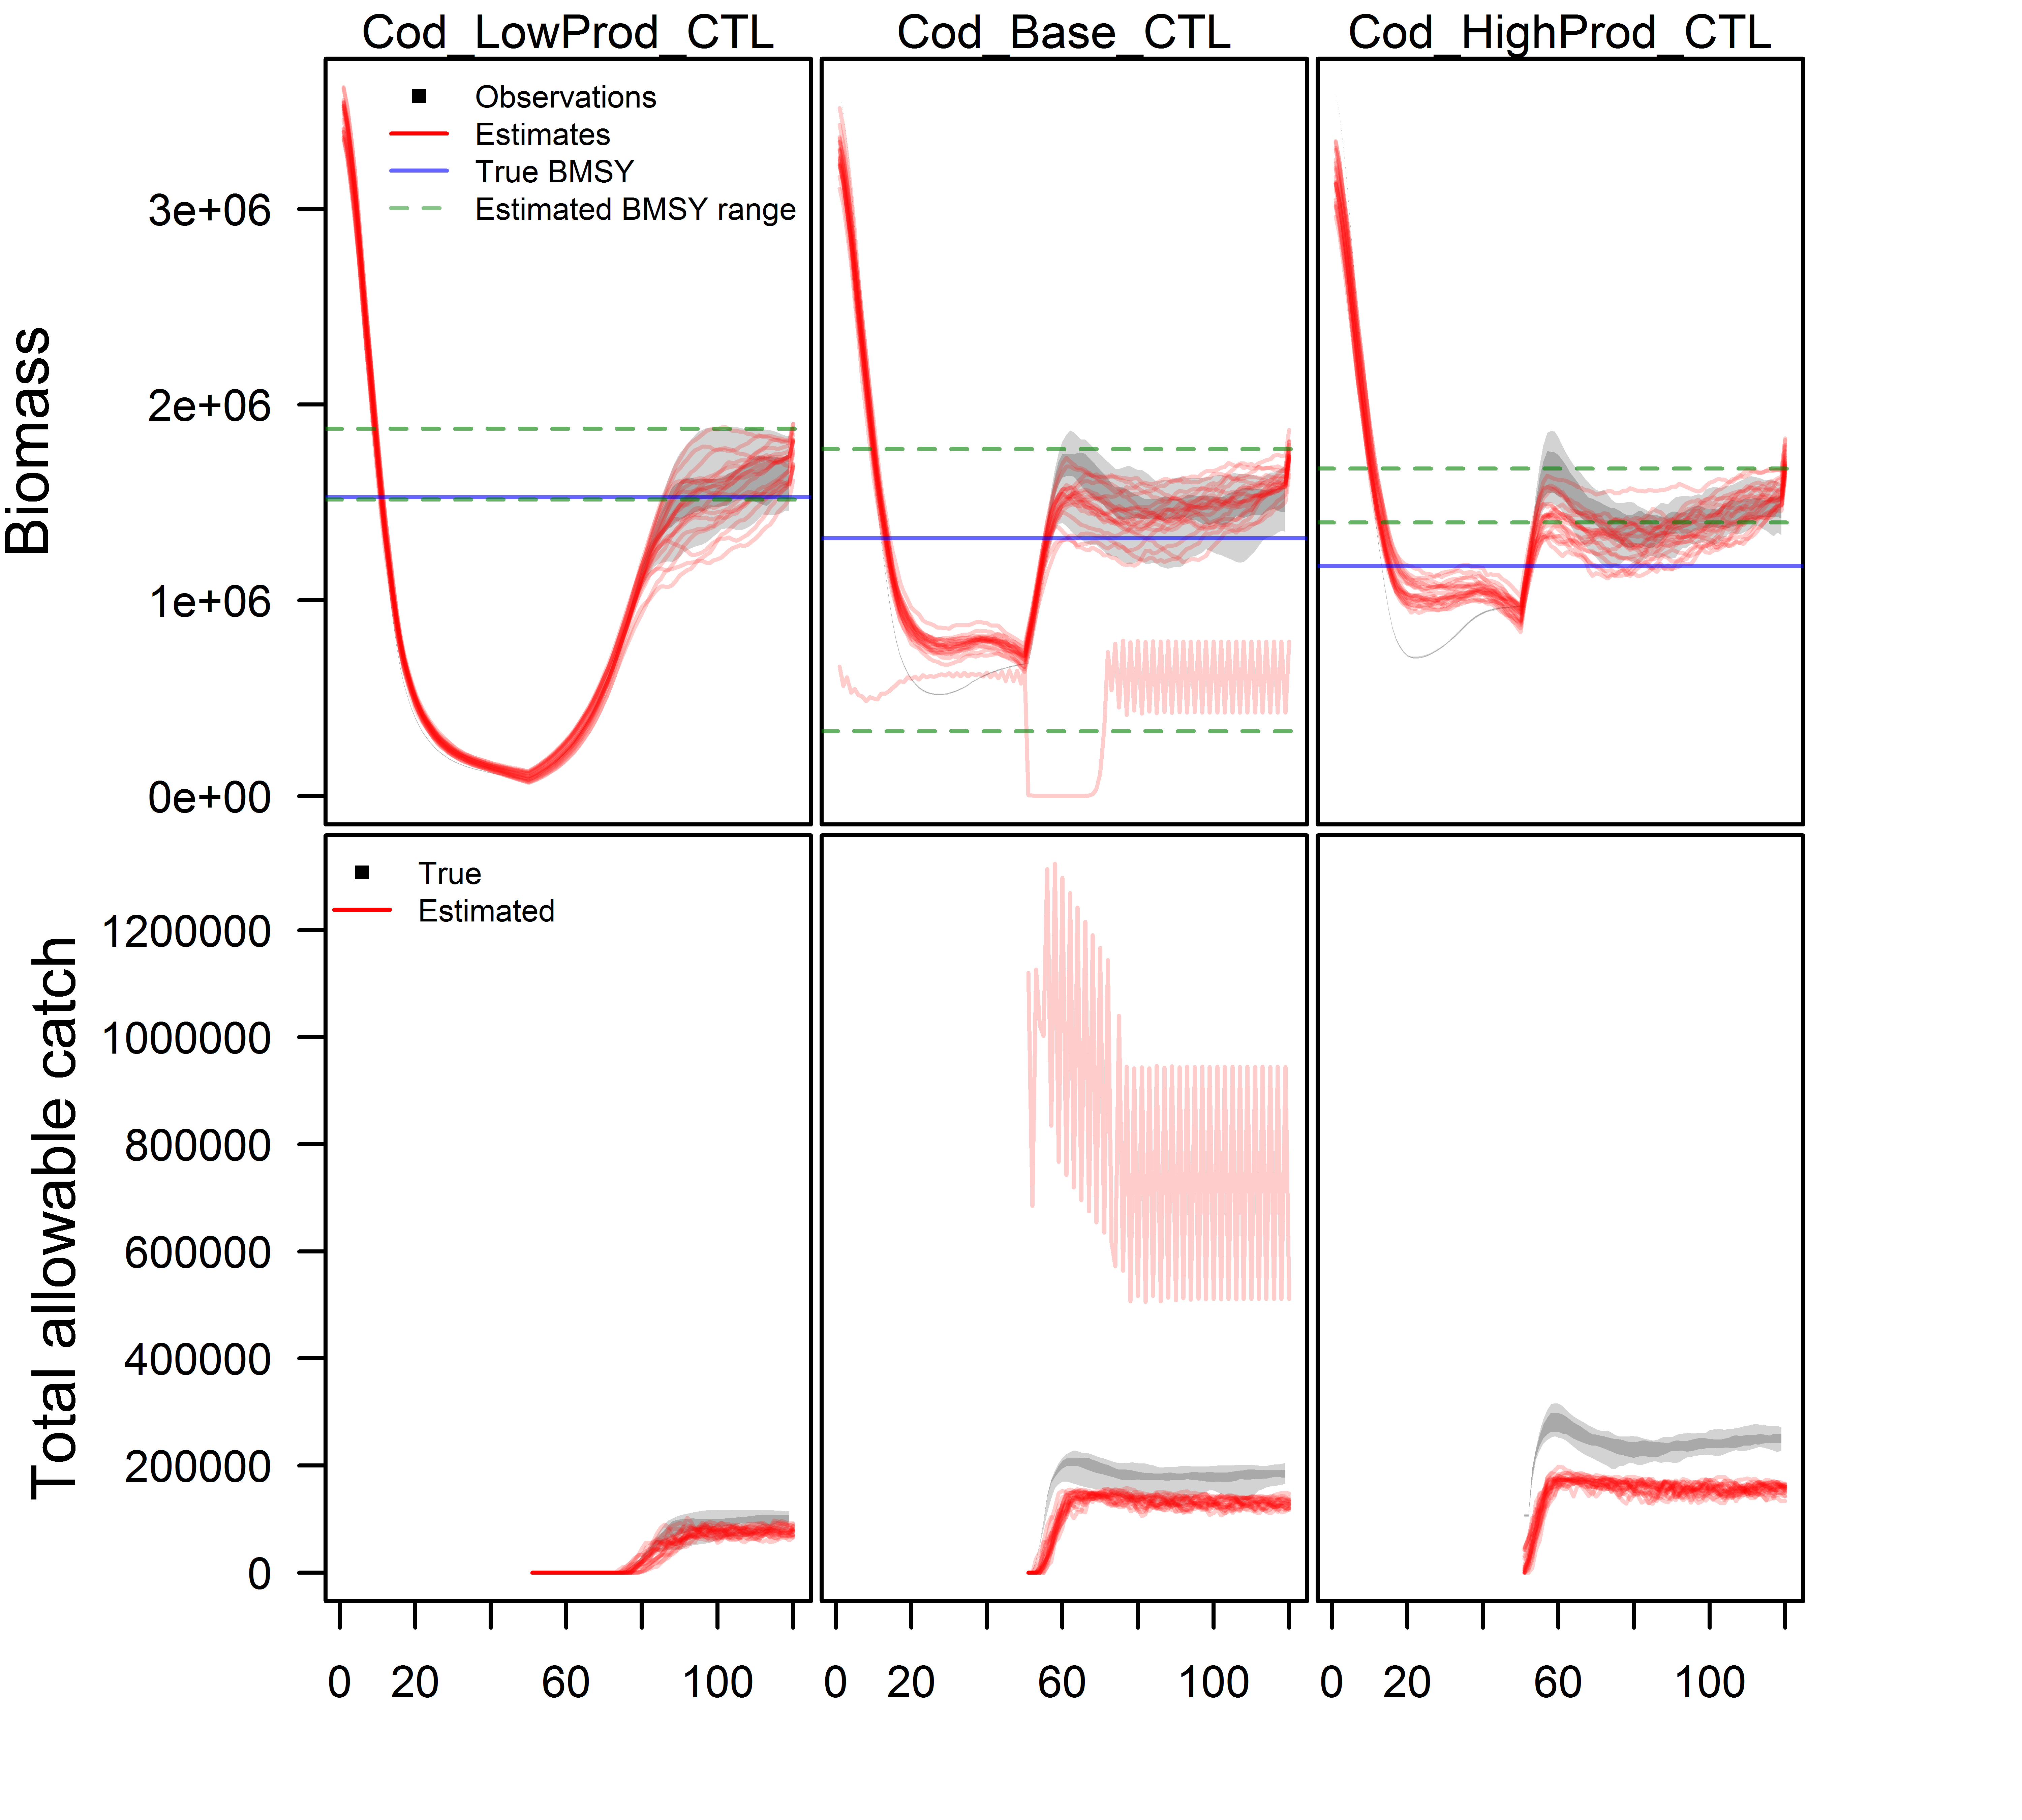 Cod_LowProd_CTL
Cod_Base_CTL
Cod_HighProd_CTL
Observations
Estimates
True BMSY
Estimated BMSY range
Biomass
3e+06
2e+06
1e+06
0e+00
True
Estimated
Total allowable catch
1200000
1000000
800000
600000
400000
200000
0
0 20 60 100
0 20 60 100
0 20 60 100